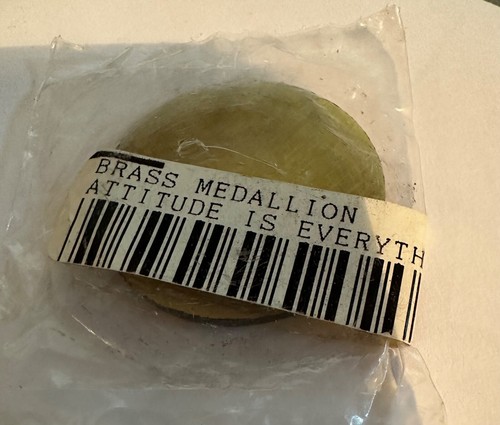 BRASS MEDALLION
ATTITUDE IS EVERYTH